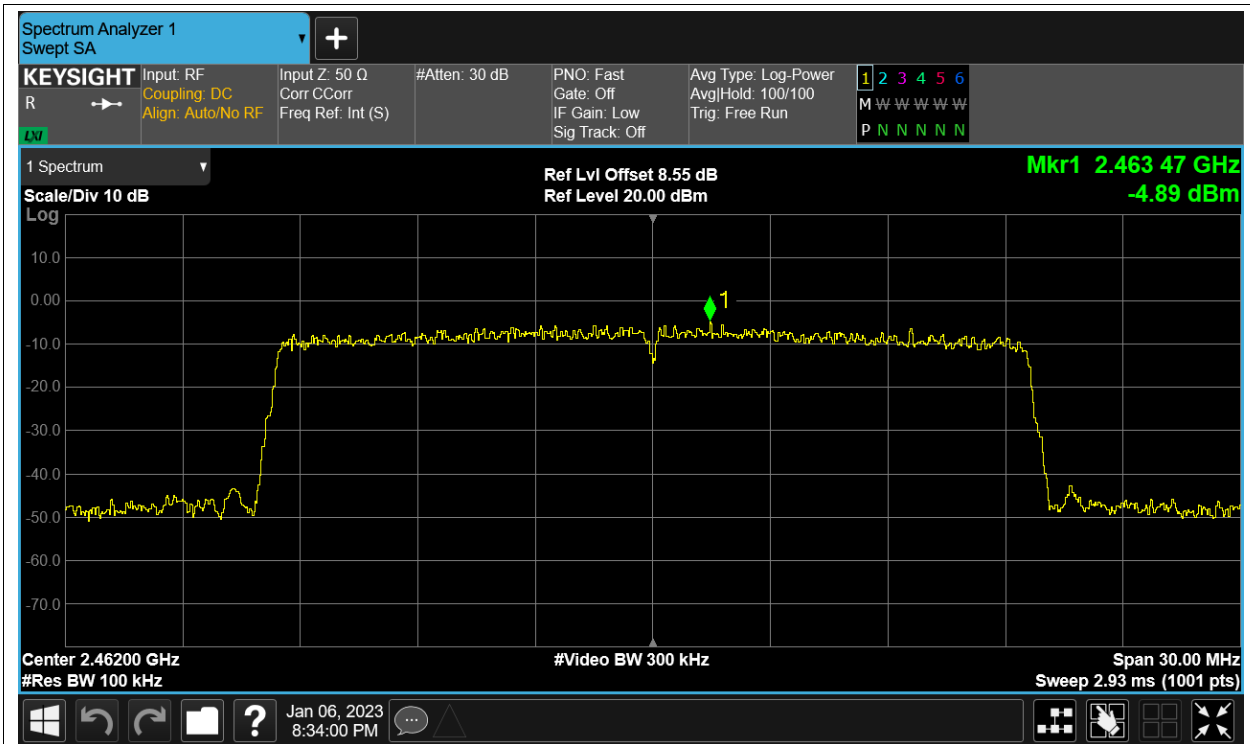 Spectrum Analyzer 1
Swept SA
KEYSIGHT
R
LXI
Input: RF
Coupling: DC
Align: Auto/No RF
Input Z: 50 Ω
Corr CCorr
Freq Ref: Int (S)
#Atten: 30 dB
PNO: Fast
Gate: Off
IF Gain: Low
Sig Track: Off
Avg Type: Log-Power
Avg|Hold: 100/100
Trig: Free Run
1 2 3 4 5 6
M W W W W W
P N N N N N
1 Spectrum
Scale/Div 10 dB
Ref Lvl Offset 8.55 dB
Ref Level 20.00 dBm
Mkr1 2.463 47 GHz
-4.89 dBm
Log
10.0
0.00
-10.0
-20.0
-30.0
-40.0
-50.0
-60.0
-70.0
1
Center 2.46200 GHz
#Res BW 100 kHz
#Video BW 300 kHz
Span 30.00 MHz
Sweep 2.93 ms (1001 pts)
?
Jan 06, 2023
8:34:00 PM